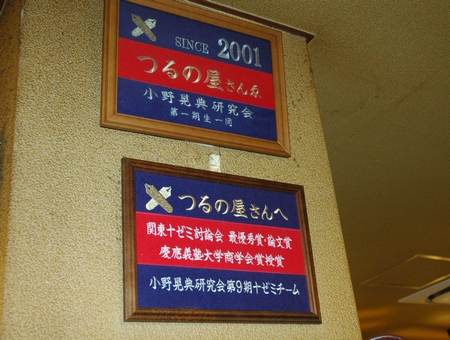 SINCE 2001
つるの屋さんゑ
小野晃典研究会
第一期生一同
つるの屋さんへ
関東十ゼミ討論会 最優秀賞・論文賞
慶應義塾大学商学会賞授賞
小野晃典研究会第9期十ゼミチーム